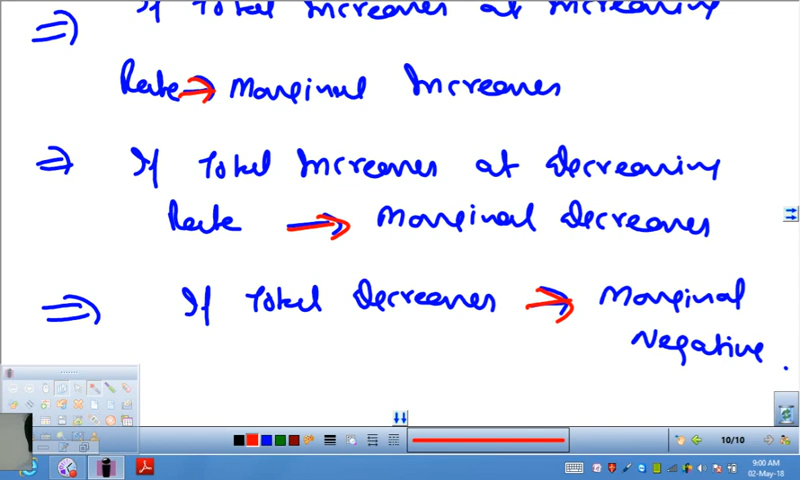 ⇒ If Total Increases at Increasing
Rate → Marginal Increases
⇒ If Total Increases at Decreasing
Rate → Marginal Decreases
⇒ If Total Decreases → Marginal
Negative.
10/10
9:00 AM
02-May-18